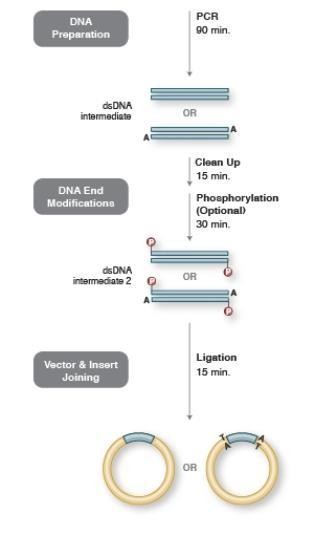 DNA
Preparation
PCR
90 min.
dsDNA
intermediate
OR
A
A
Clean Up
15 min.
DNA End
Modifications
Phosphorylation
(Optional)
30 min.
P
P
dsDNA
intermediate 2
OR
P
A
A
P
Vector & Insert
Joining
Ligation
15 min.
OR
T
A
A
T